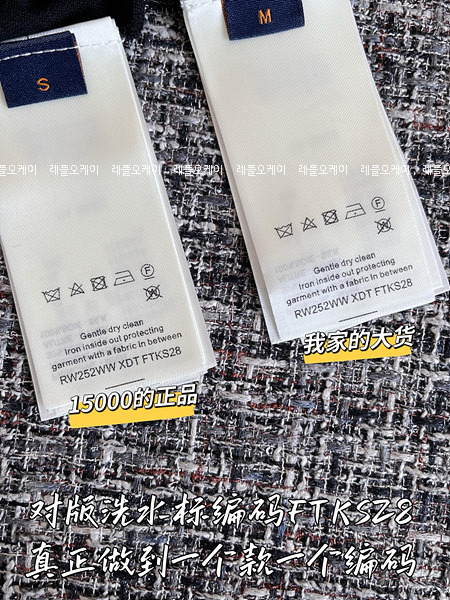 S
M
레플오케이 레플오케이 레플오케이 레플오케이 레플오케이 레플오케이
Gentle dry clean
Iron inside out protecting
garment with a fabric in between
RW252WW XDT FTKS28
Gentle dry clean
Iron inside out protecting
garment with a fabric in between
RW252WW XDT FTKS28
我家的大货
15000的正品
对版洗水标编码FTKS28
真正做到一个款一个编码